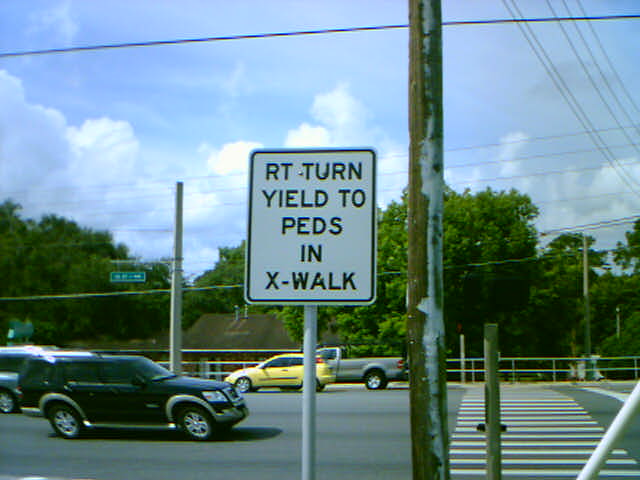 RT TURN
YIELD TO
PEDS
IN
X-WALK